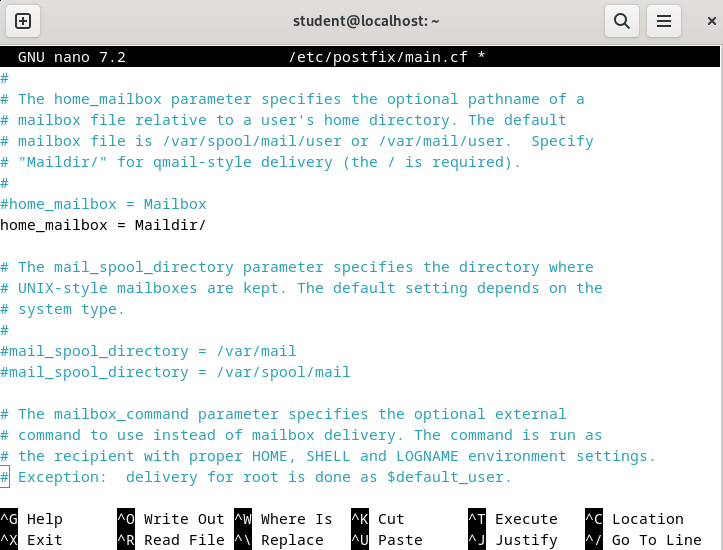 student@localhost: ~
GNU nano 7.2 /etc/postfix/main.cf *
#
# The home_mailbox parameter specifies the optional pathname of a
# mailbox file relative to a user's home directory. The default
# mailbox file is /var/spool/mail/user or /var/mail/user.  Specify
# "Maildir/" for qmail-style delivery (the / is required).
#
#home_mailbox = Mailbox
home_mailbox = Maildir/

# The mail_spool_directory parameter specifies the directory where
# UNIX-style mailboxes are kept. The default setting depends on the
# system type.
#
#mail_spool_directory = /var/mail
#mail_spool_directory = /var/spool/mail

# The mailbox_command parameter specifies the optional external
# command to use instead of mailbox delivery. The command is run as
# the recipient with proper HOME, SHELL and LOGNAME environment settings.
# Exception:  delivery for root is done as $default_user.

^G Help ^O Write Out ^W Where Is ^K Cut ^T Execute ^C Location
^X Exit ^R Read File ^\ Replace ^U Paste ^J Justify ^/ Go To Line